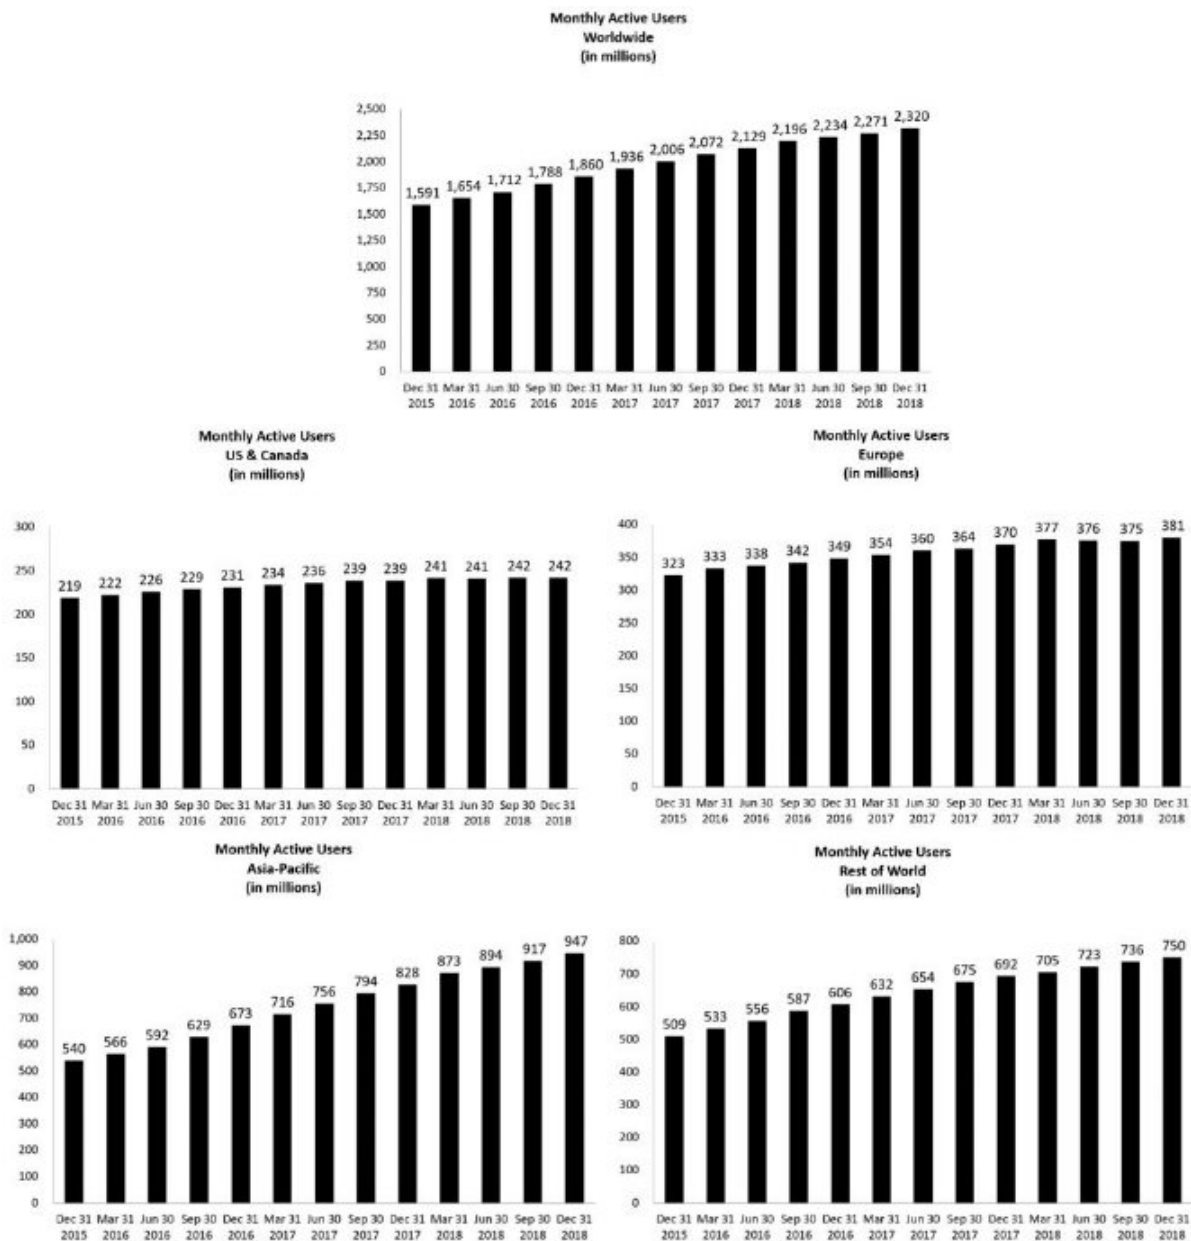 Monthly Active Users
Worldwide
(in millions)
2,500
2,250
2,000
1,750
1,500
1,250
1,000
750
500
250
0
1,591 1,654 1,712 1,788 1,860 1,936 2,006 2,072 2,129 2,196 2,234 2,271 2,320
Dec 31 Mar 31 Jun 30 Sep 30 Dec 31 Mar 31 Jun 30 Sep 30 Dec 31 Mar 31 Jun 30 Sep 30 Dec 31
2015 2016 2016 2016 2016 2017 2017 2017 2017 2018 2018 2018 2018
Monthly Active Users
US & Canada
(in millions)
300
250
200
150
100
50
0
219 222 226 229 231 234 236 239 239 241 241 242 242
Dec 31 Mar 31 Jun 30 Sep 30 Dec 31 Mar 31 Jun 30 Sep 30 Dec 31 Mar 31 Jun 30 Sep 30 Dec 31
2015 2016 2016 2016 2016 2017 2017 2017 2017 2018 2018 2018 2018
Monthly Active Users
Europe
(in millions)
400
350
300
250
200
150
100
50
0
323 333 338 342 349 354 360 364 370 377 376 375 381
Dec 31 Mar 31 Jun 30 Sep 30 Dec 31 Mar 31 Jun 30 Sep 30 Dec 31 Mar 31 Jun 30 Sep 30 Dec 31
2015 2016 2016 2016 2016 2017 2017 2017 2017 2018 2018 2018 2018
Monthly Active Users
Asia-Pacific
(in millions)
1,000
900
800
700
600
500
400
300
200
100
0
540 566 592 629 673 716 756 794 828 873 894 917 947
Dec 31 Mar 31 Jun 30 Sep 30 Dec 31 Mar 31 Jun 30 Sep 30 Dec 31 Mar 31 Jun 30 Sep 30 Dec 31
2015 2016 2016 2016 2016 2017 2017 2017 2017 2018 2018 2018 2018
Monthly Active Users
Rest of World
(in millions)
800
700
600
500
400
300
200
100
0
509 533 556 587 606 632 654 675 692 705 723 736 750
Dec 31 Mar 31 Jun 30 Sep 30 Dec 31 Mar 31 Jun 30 Sep 30 Dec 31 Mar 31 Jun 30 Sep 30 Dec 31
2015 2016 2016 2016 2016 2017 2017 2017 2017 2018 2018 2018 2018